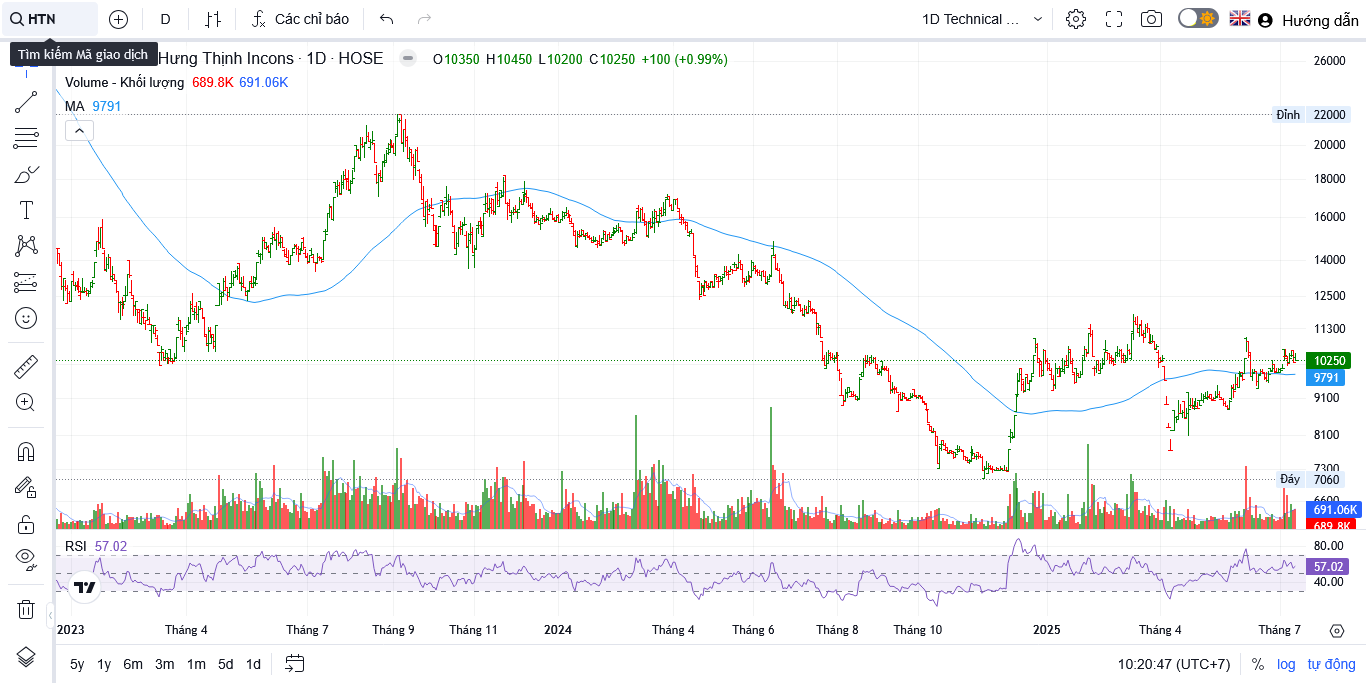 HTN
D
Các chỉ báo
1D Technical ...
Hướng dẫn
Tìm kiếm Mã giao dịch
Hưng Thịnh Incons · 1D · HOSE
O10350 H10450 L10200 C10250 +100 (+0.99%)
Volume - Khối lượng 689.8K 691.06K
MA 9791
26000
Đỉnh 22000
20000
18000
16000
14000
12500
11300
10250
9791
9100
8100
7300
Đáy 7060
6600
691.06K
689.8K
RSI 57.02
80.00
57.02
40.00
2023 Tháng 4 Tháng 7 Tháng 9 Tháng 11 2024 Tháng 4 Tháng 6 Tháng 8 Tháng 10 2025 Tháng 4 Tháng 7
5y 1y 6m 3m 1m 5d 1d
10:20:47 (UTC+7) % log tự động